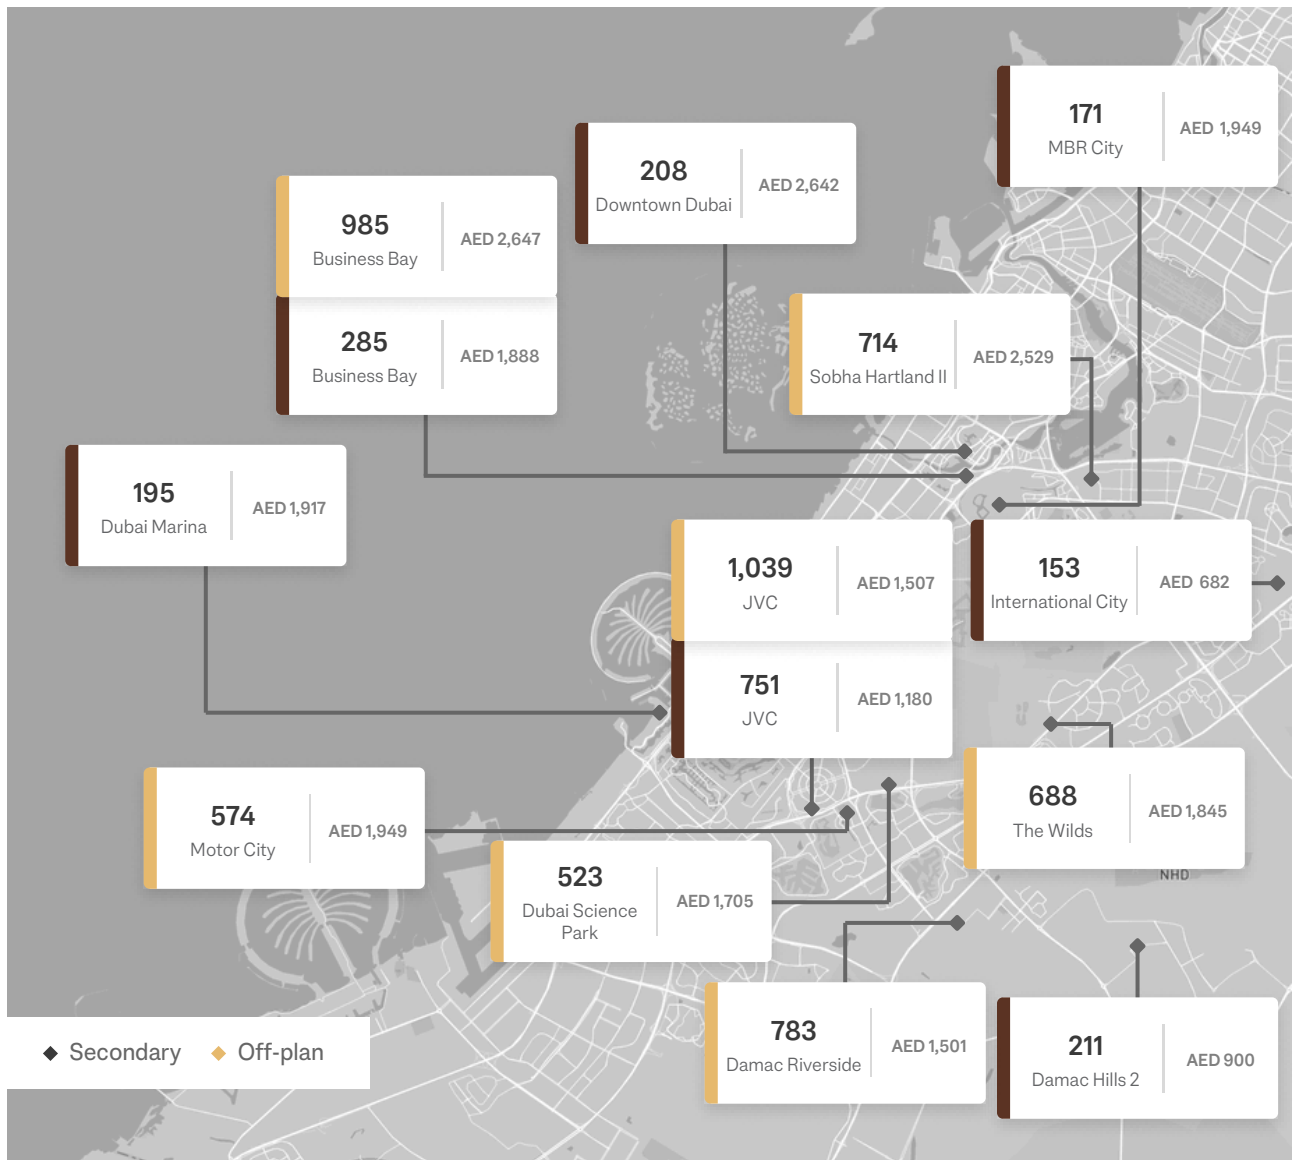 171
MBR City
AED 1,949
208
Downtown Dubai
AED 2,642
985
Business Bay
AED 2,647
285
Business Bay
AED 1,888
714
Sobha Hartland II
AED 2,529
195
Dubai Marina
AED 1,917
1,039
JVC
AED 1,507
751
JVC
AED 1,180
153
International City
AED 682
574
Motor City
AED 1,949
523
Dubai Science
Park
AED 1,705
688
The Wilds
AED 1,845
NHD
783
Damac Riverside
AED 1,501
211
Damac Hills 2
AED 900
Secondary
Off-plan